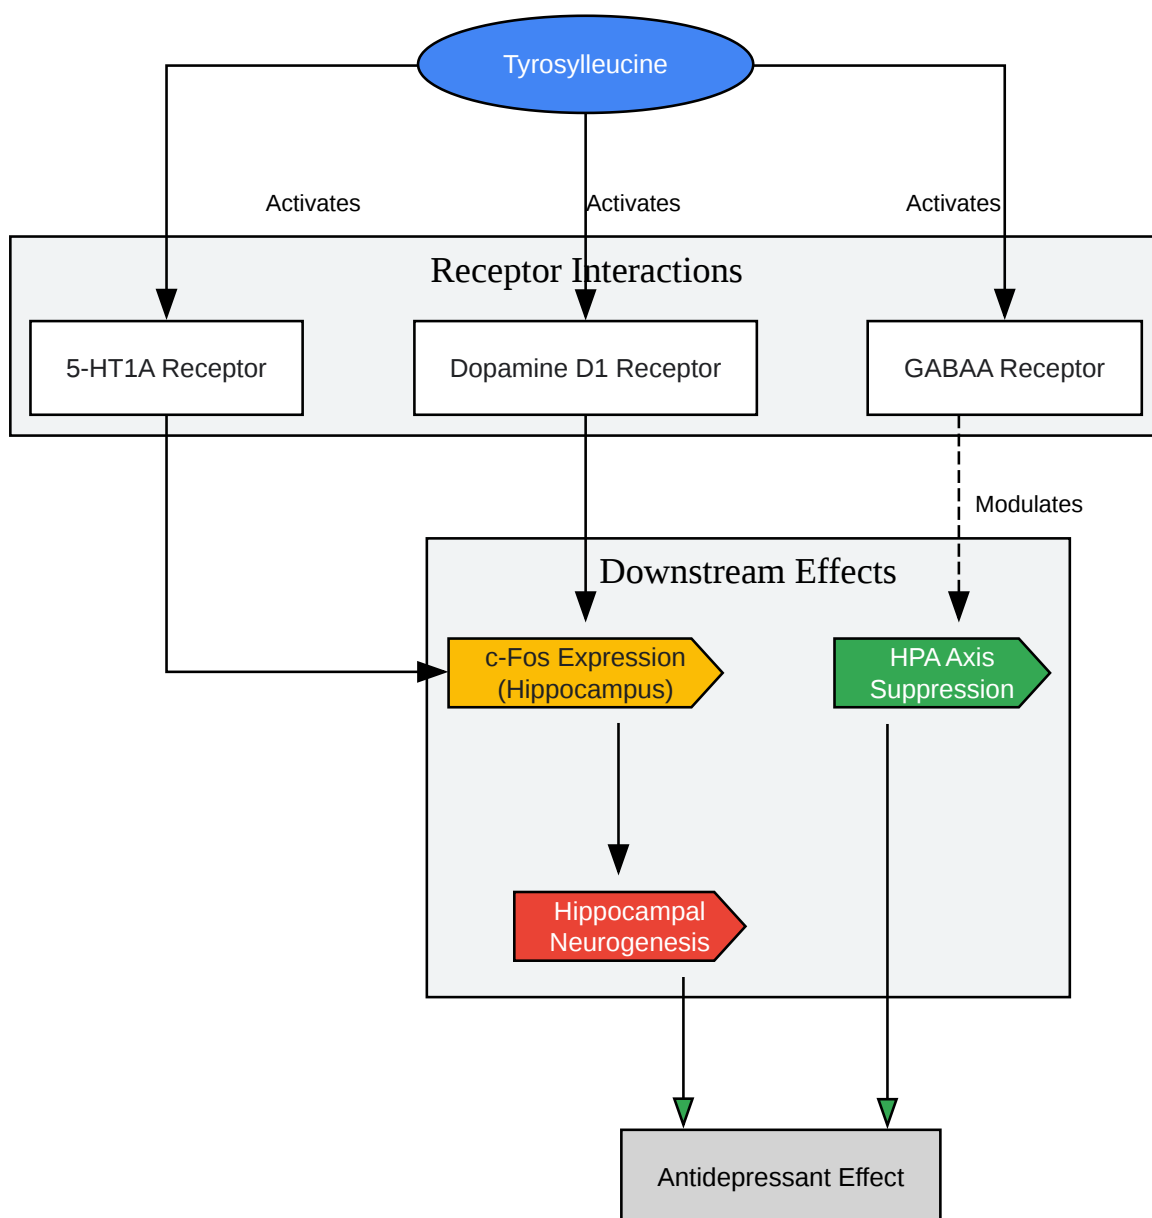 Tyrosylleucine
Activates
Activates
Activates
Receptor Interactions
5-HT1A Receptor
Dopamine D1 Receptor
GABAA Receptor
Modulates
Downstream Effects
c-Fos Expression
(Hippocampus)
HPA Axis
Suppression
Hippocampal
Neurogenesis
Antidepressant Effect